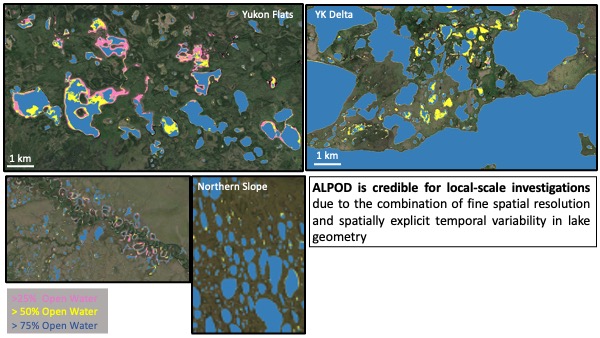 Yukon Flats
YK Delta
1 km
1 km
Northern Slope
ALPOD is credible for local-scale investigations
due to the combination of fine spatial resolution
and spatially explicit temporal variability in lake
geometry
>25% Open Water
> 50% Open Water
> 75% Open Water